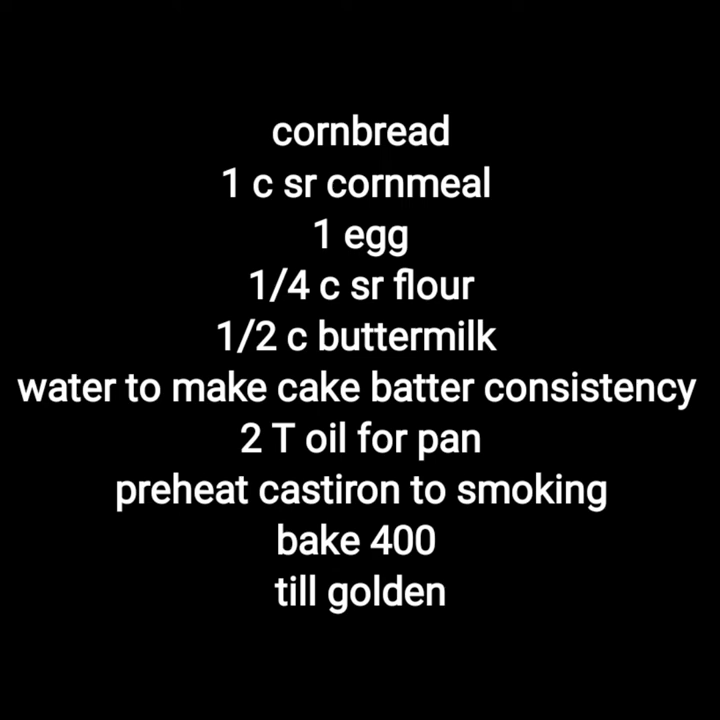 cornbread
1 c sr cornmeal
1 egg
1/4 c sr flour
1/2 c buttermilk
water to make cake batter consistency
2 T oil for pan
preheat castiron to smoking
bake 400
till golden